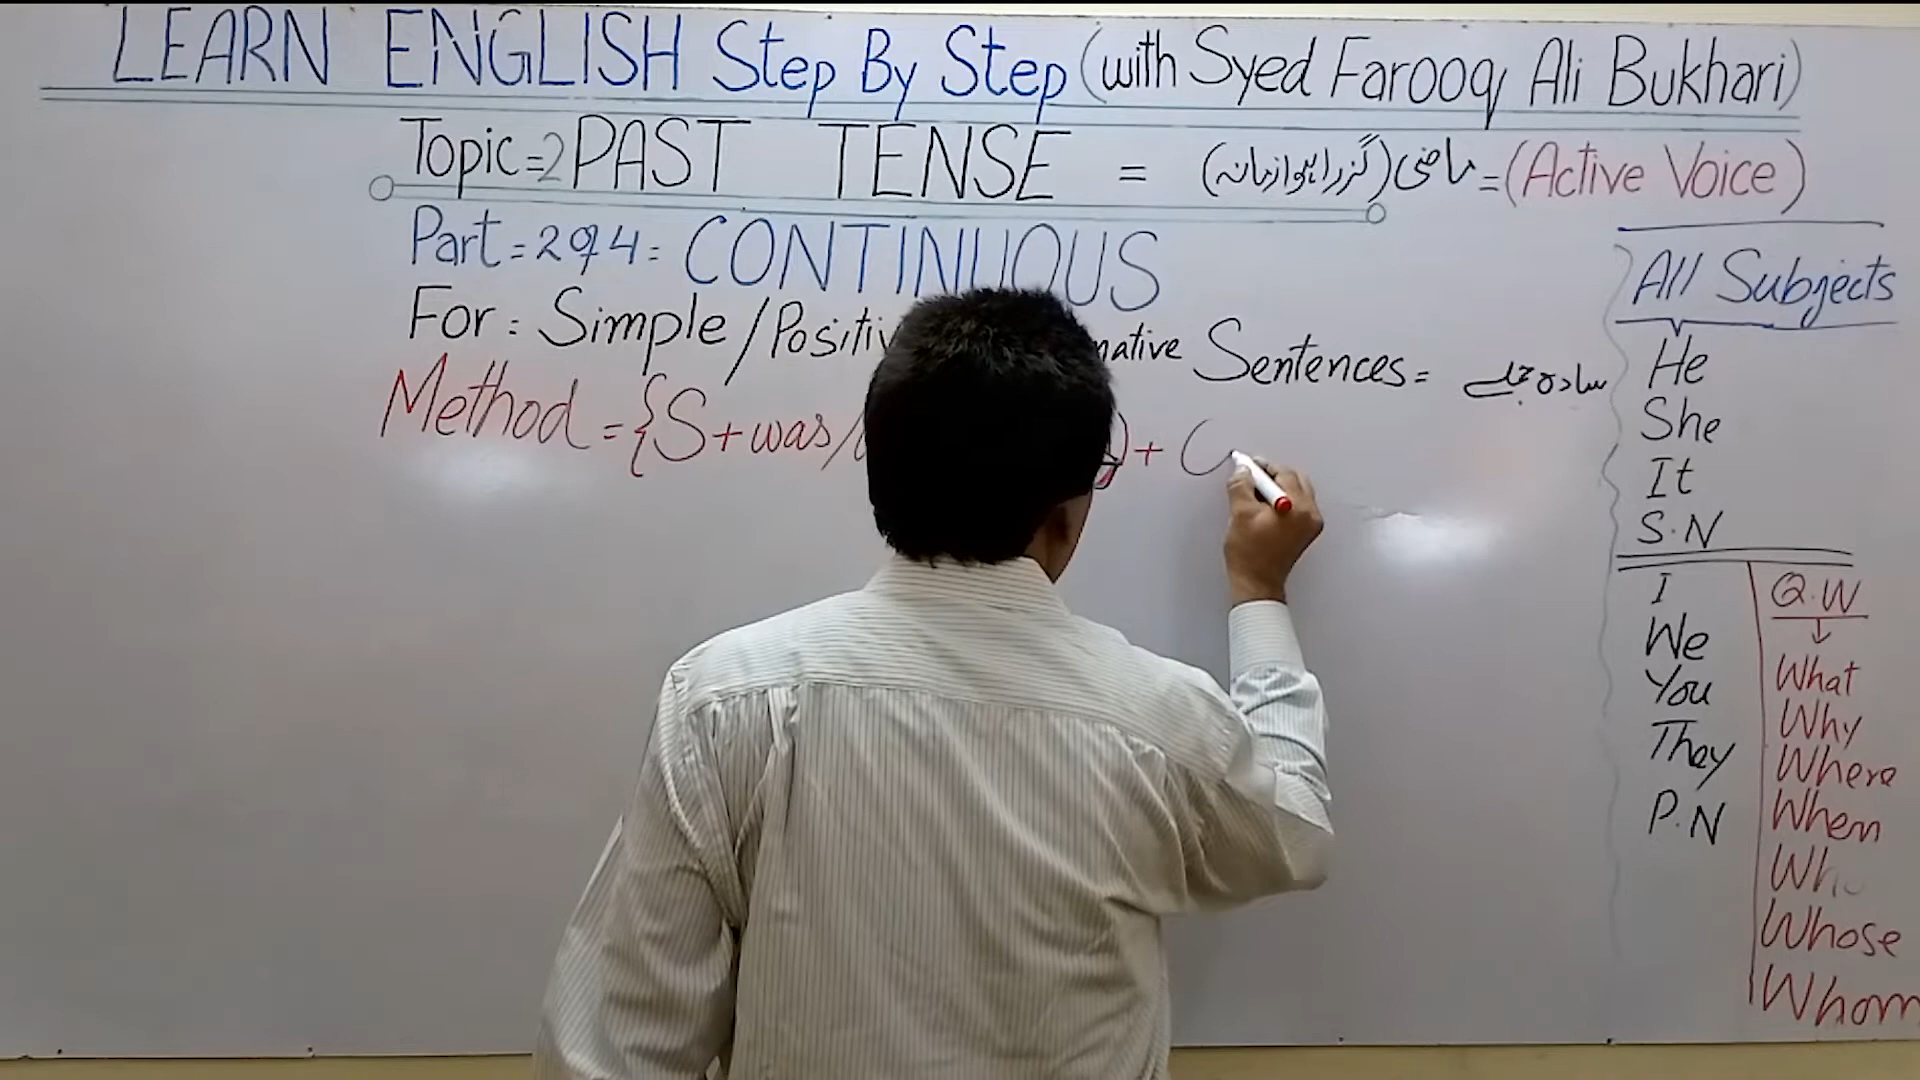 LEARN ENGLISH Step By Step (with Syed Farooq Ali Bukhari)
Topic=2 PAST TENSE = ماضی (گزرا ہوا زمانہ) = (Active Voice)
Part = 2 of 4 = CONTINUOUS
For: Simple/Positiv native Sentences = سادہ جملے
Method = {S+was/ )+ C
All Subjects
He
She
It
S.N
I
We
You
They
P.N
Q.W
What
Why
Where
When
Whose
Whom